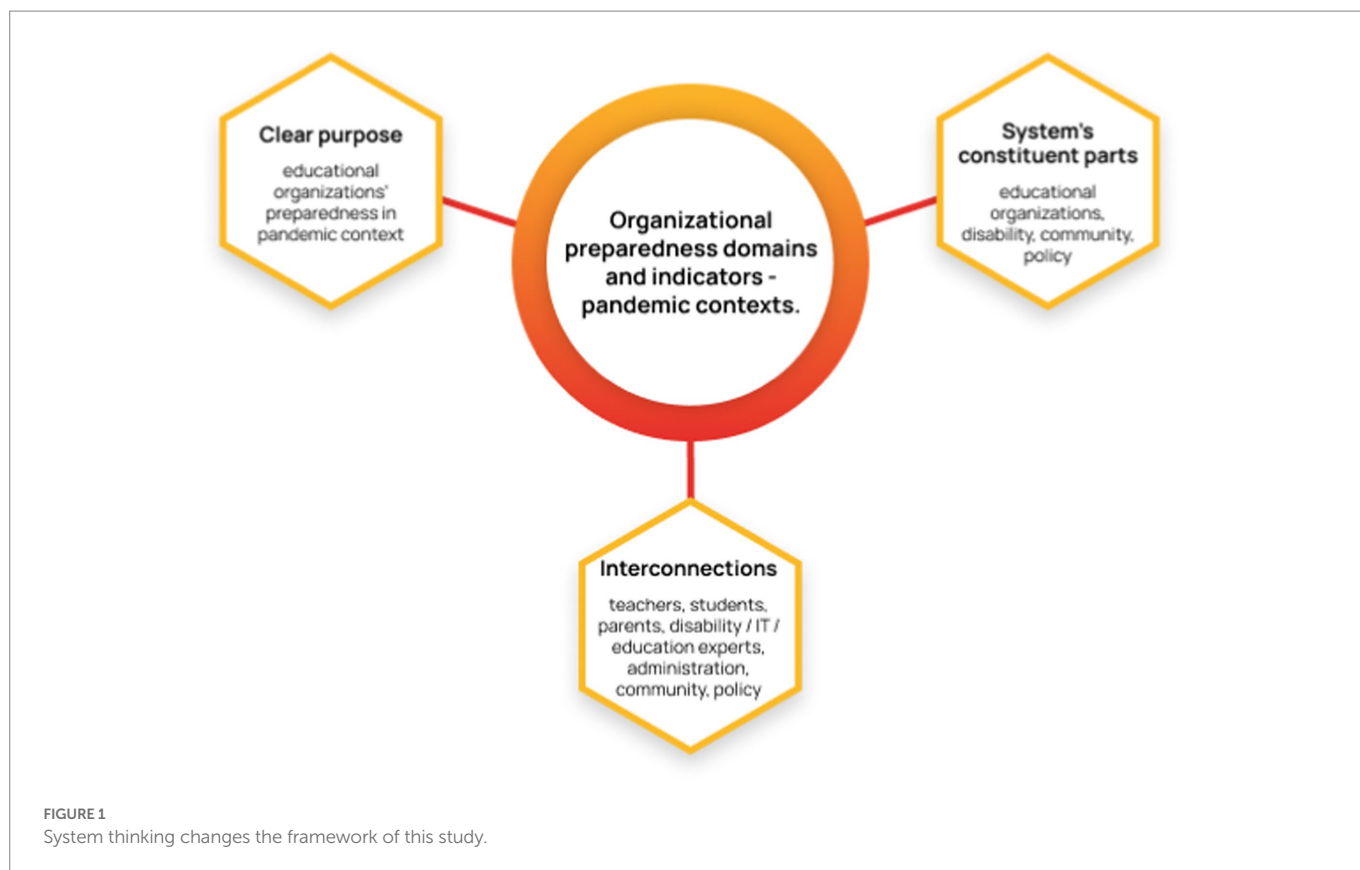 Clear purpose
educational
organizations'
preparedness in
pandemic context
Organizational
preparedness domains
and indicators -
pandemic contexts.
System's
constituent parts
educational
organizations,
disability, community,
policy
Interconnections
teachers, students,
parents, disability / IT /
education experts,
administration,
community, policy
FIGURE 1
System thinking changes the framework of this study.